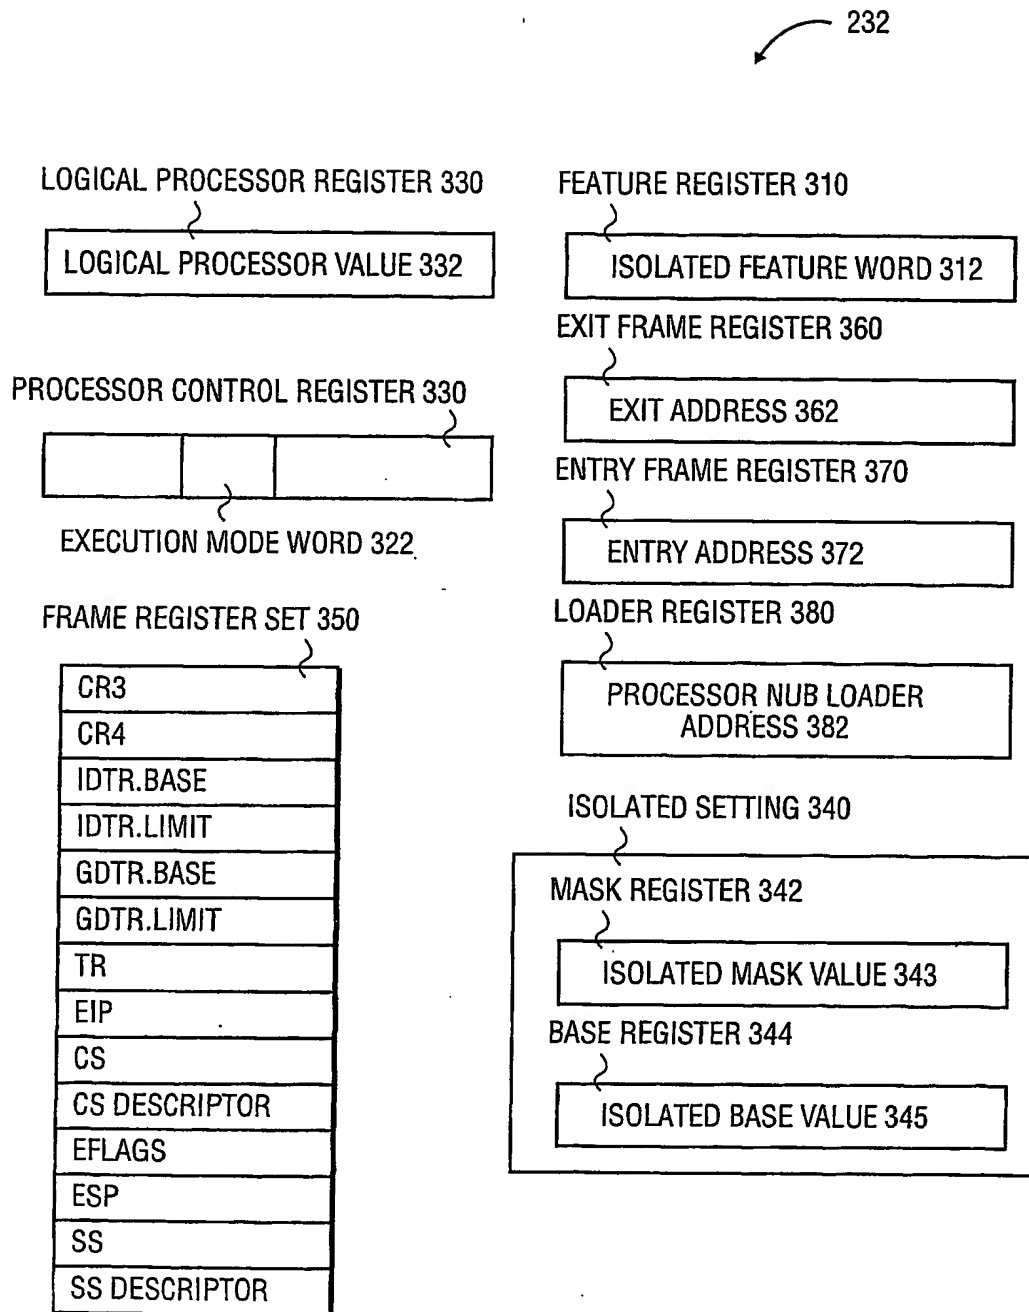 232
LOGICAL PROCESSOR REGISTER 330
LOGICAL PROCESSOR VALUE 332
PROCESSOR CONTROL REGISTER 330
EXECUTION MODE WORD 322
FRAME REGISTER SET 350
CR3
CR4
IDTR.BASE
IDTR.LIMIT
GDTR.BASE
GDTR.LIMIT
TR
EIP
CS
CS DESCRIPTOR
EFLAGS
ESP
SS
SS DESCRIPTOR
FEATURE REGISTER 310
ISOLATED FEATURE WORD 312
EXIT FRAME REGISTER 360
EXIT ADDRESS 362
ENTRY FRAME REGISTER 370
ENTRY ADDRESS 372
LOADER REGISTER 380
PROCESSOR NUB LOADER
ADDRESS 382
ISOLATED SETTING 340
MASK REGISTER 342
ISOLATED MASK VALUE 343
BASE REGISTER 344
ISOLATED BASE VALUE 345